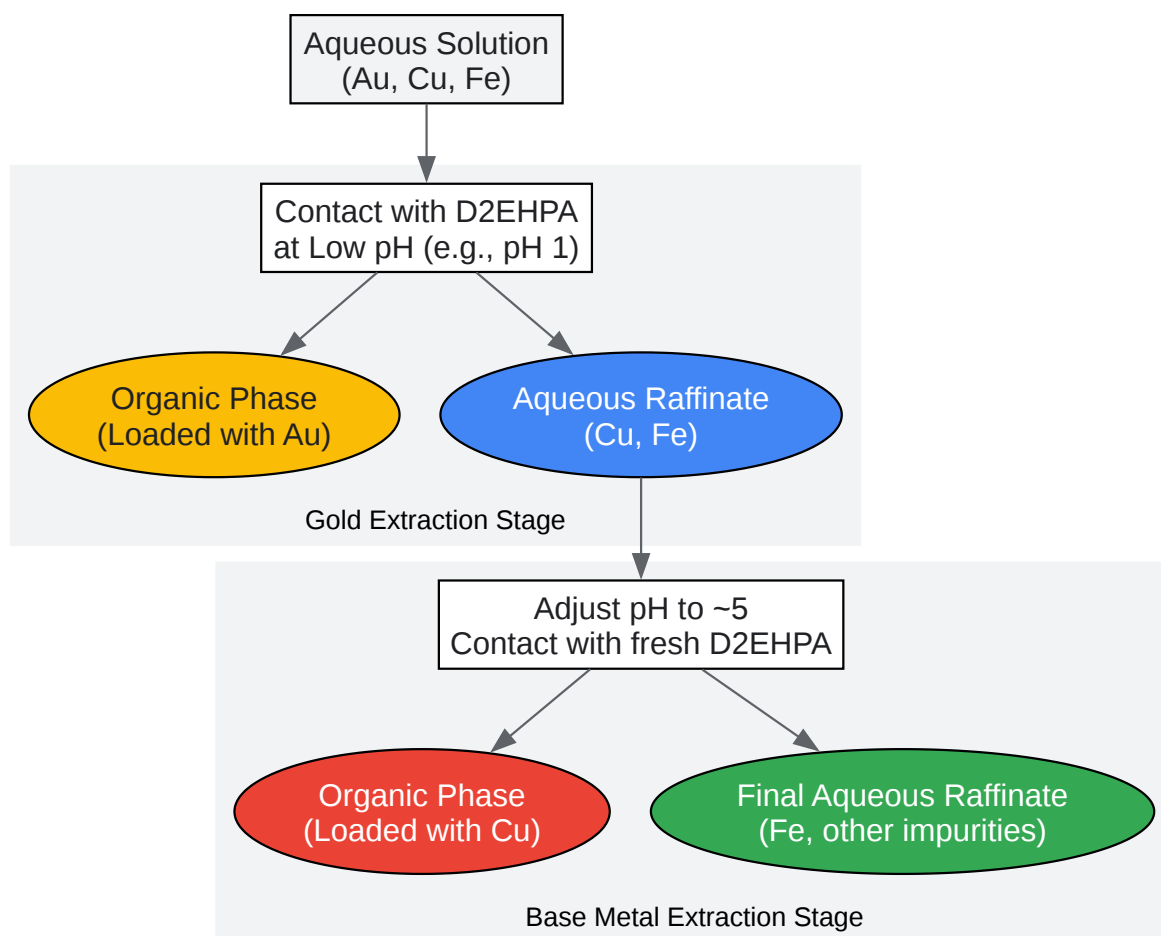 Aqueous Solution
(Au, Cu, Fe)
Contact with D2EHPA
at Low pH (e.g., pH 1)
Organic Phase
(Loaded with Au)
Aqueous Raffinate
(Cu, Fe)
Gold Extraction Stage
Adjust pH to ~5
Contact with fresh D2EHPA
Organic Phase
(Loaded with Cu)
Final Aqueous Raffinate
(Fe, other impurities)
Base Metal Extraction Stage